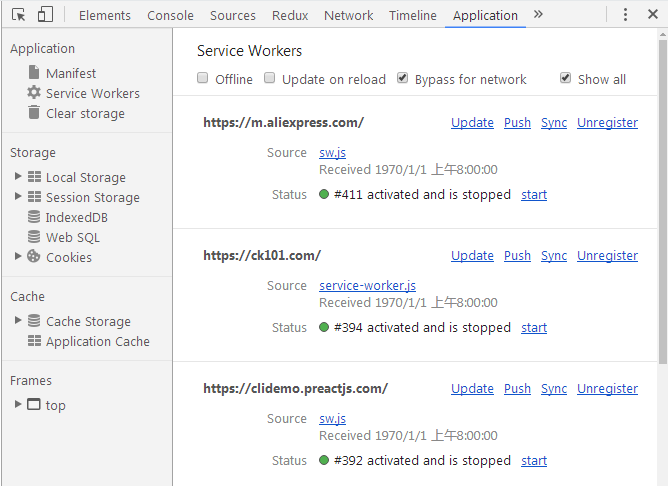 Elements Console Sources Redux Network Timeline Application »
Application
Manifest
Service Workers
Clear storage
Storage
Local Storage
Session Storage
IndexedDB
Web SQL
Cookies
Cache
Cache Storage
Application Cache
Frames
top
Service Workers
Offline Update on reload Bypass for network Show all
https://m.aliexpress.com/ Update Push Sync Unregister
Source sw.js
Received 1970/1/1 上午8:00:00
Status #411 activated and is stopped start
https://ck101.com/ Update Push Sync Unregister
Source service-worker.js
Received 1970/1/1 上午8:00:00
Status #394 activated and is stopped start
https://clidemo.preactjs.com/ Update Push Sync Unregister
Source sw.js
Received 1970/1/1 上午8:00:00
Status #392 activated and is stopped start